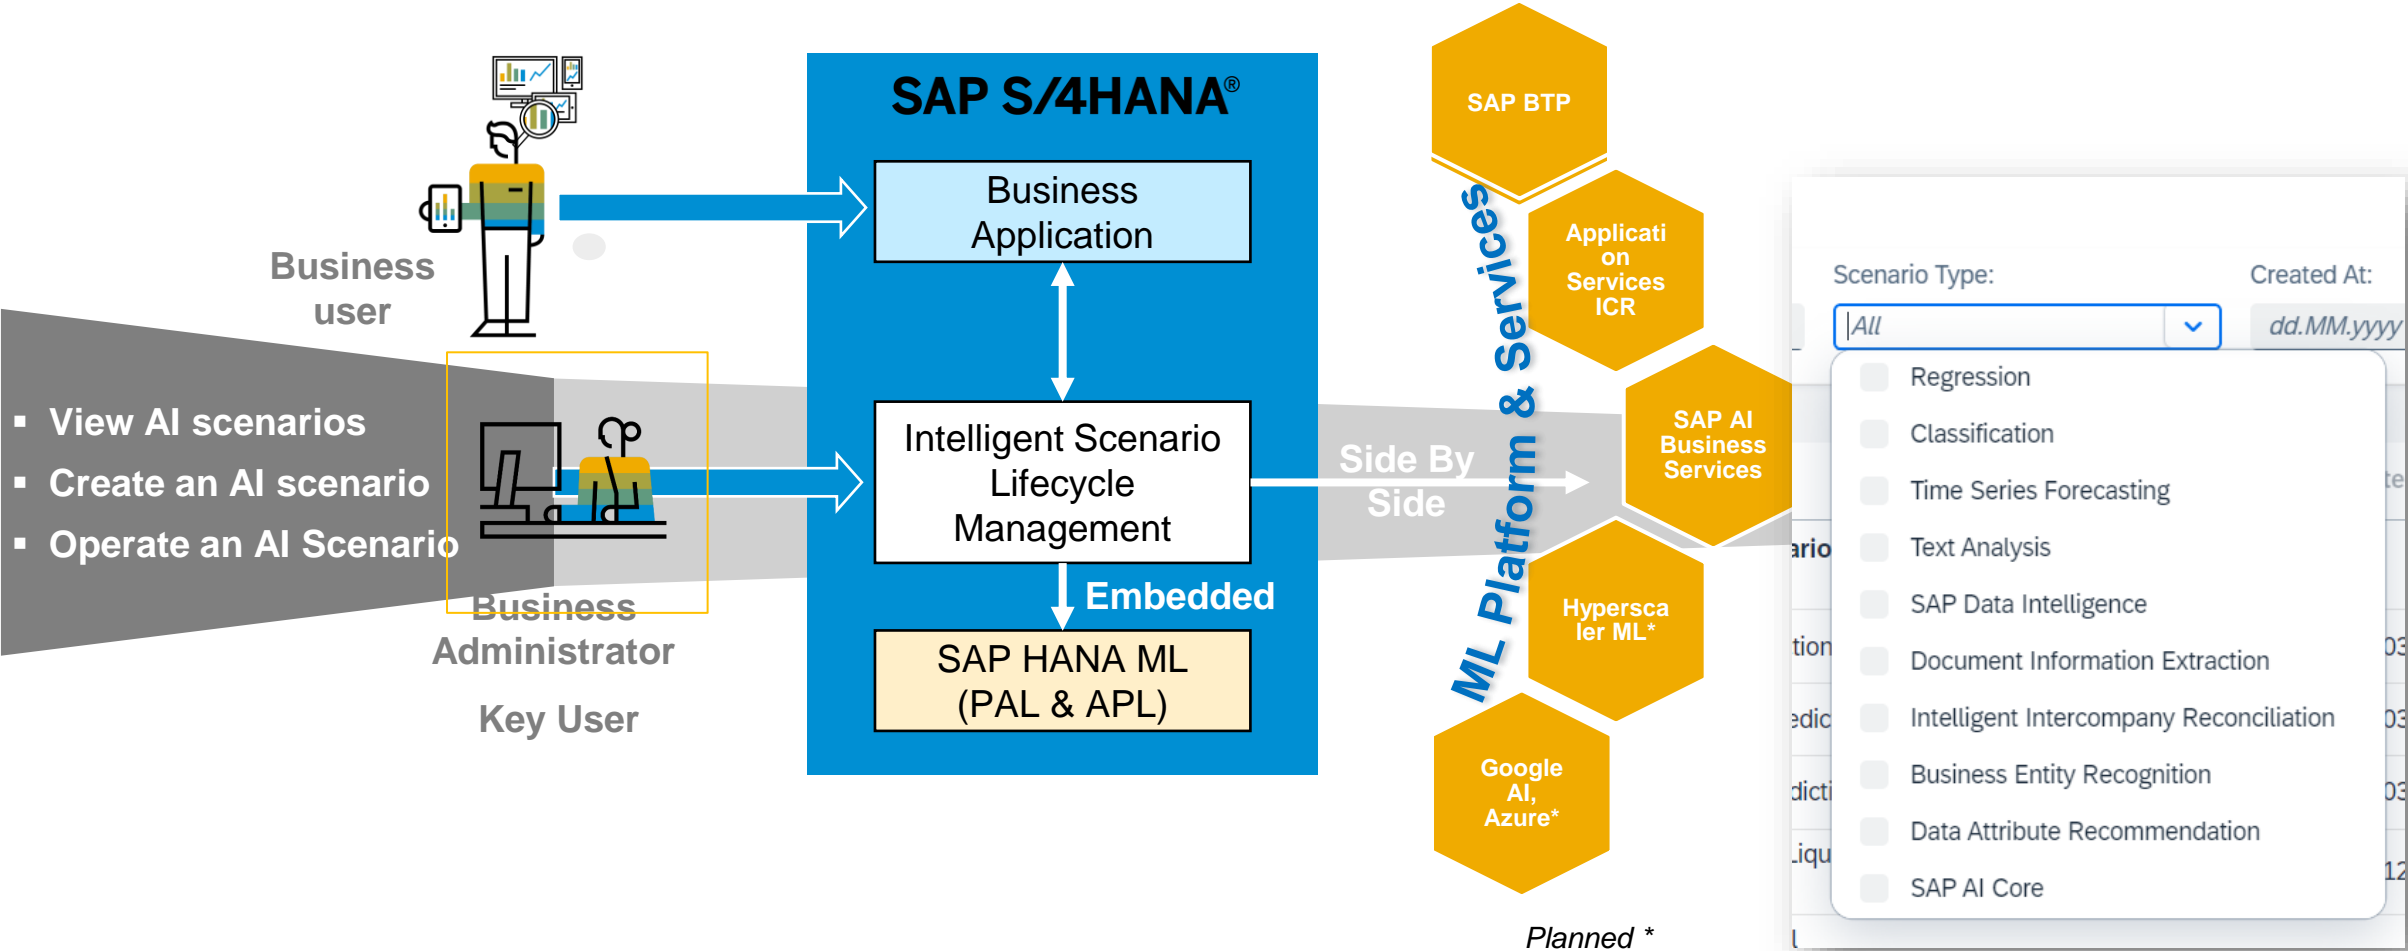 SAP S/4HANA®
Business
Application
Intelligent Scenario
Lifecycle
Management
Embedded
SAP HANA ML
(PAL & APL)
Business
user
▪ View AI scenarios
▪ Create an AI scenario
▪ Operate an AI Scenario
Business
Administrator
Key User
Side By
Side
ML Platform & Services
SAP BTP
Applicati
on
Services
ICR
SAP AI
Business
Services
Hypersca
ler ML*
Google
AI,
Azure*
Planned *
Scenario Type:
Created At:
All
dd.MM.yyyy
Regression
Classification
Time Series Forecasting
Text Analysis
SAP Data Intelligence
Document Information Extraction
Intelligent Intercompany Reconciliation
Business Entity Recognition
Data Attribute Recommendation
SAP AI Core